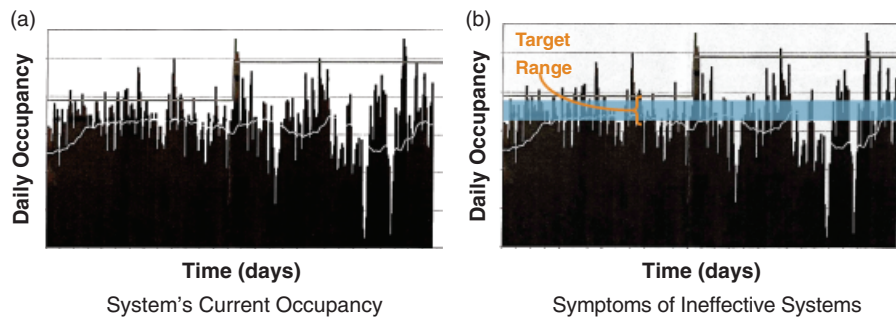 (a)
Daily Occupancy
Time (days)
System's Current Occupancy
(b)
Target
Range
Daily Occupancy
Time (days)
Symptoms of Ineffective Systems